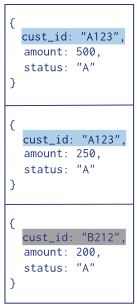 {
cust_id: "A123",
amount: 500,
status: "A"
}
{
cust_id: "A123",
amount: 250,
status: "A"
}
{
cust_id: "B212",
amount: 200,
status: "A"
}